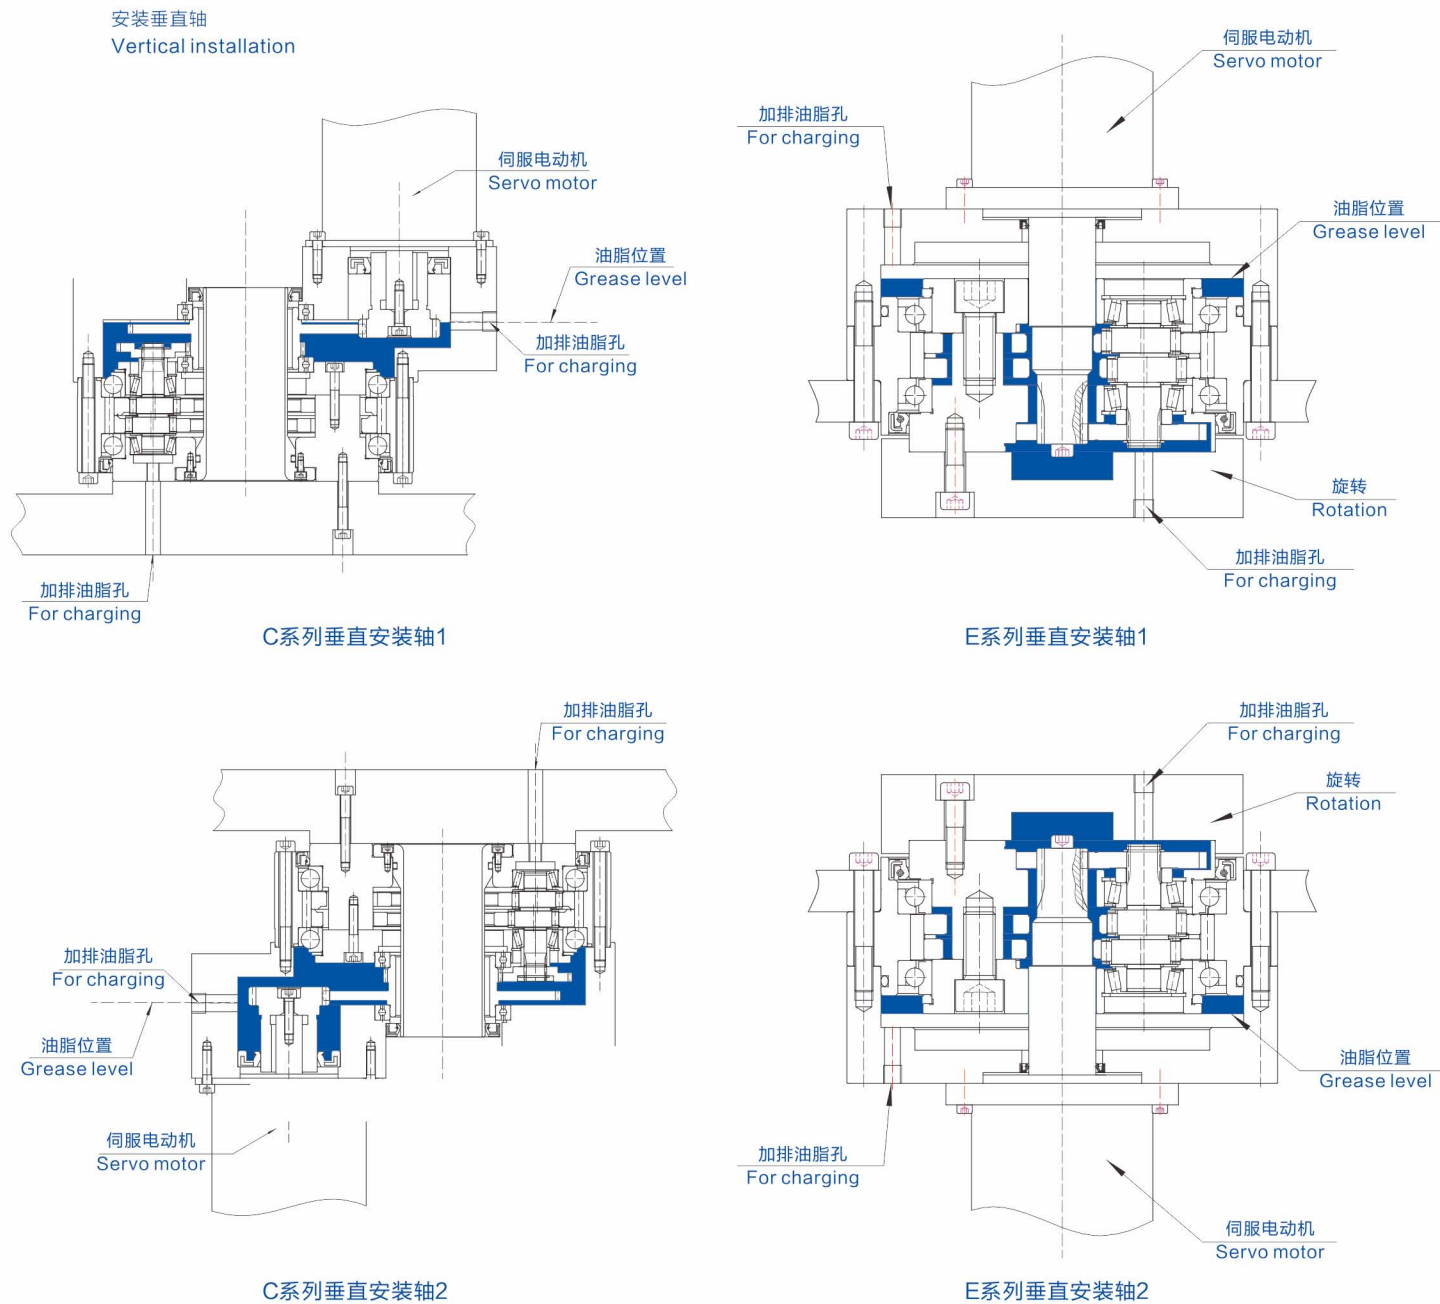 安装垂直轴
Vertical installation
伺服电动机
Servo motor
油脂位置
Grease level
加排油脂孔
For charging
加排油脂孔
For charging
C系列垂直安装轴1
伺服电动机
Servo motor
加排油脂孔
For charging
油脂位置
Grease level
旋转
Rotation
加排油脂孔
For charging
E系列垂直安装轴1
加排油脂孔
For charging
加排油脂孔
For charging
油脂位置
Grease level
伺服电动机
Servo motor
C系列垂直安装轴2
加排油脂孔
For charging
旋转
Rotation
油脂位置
Grease level
加排油脂孔
For charging
伺服电动机
Servo motor
E系列垂直安装轴2